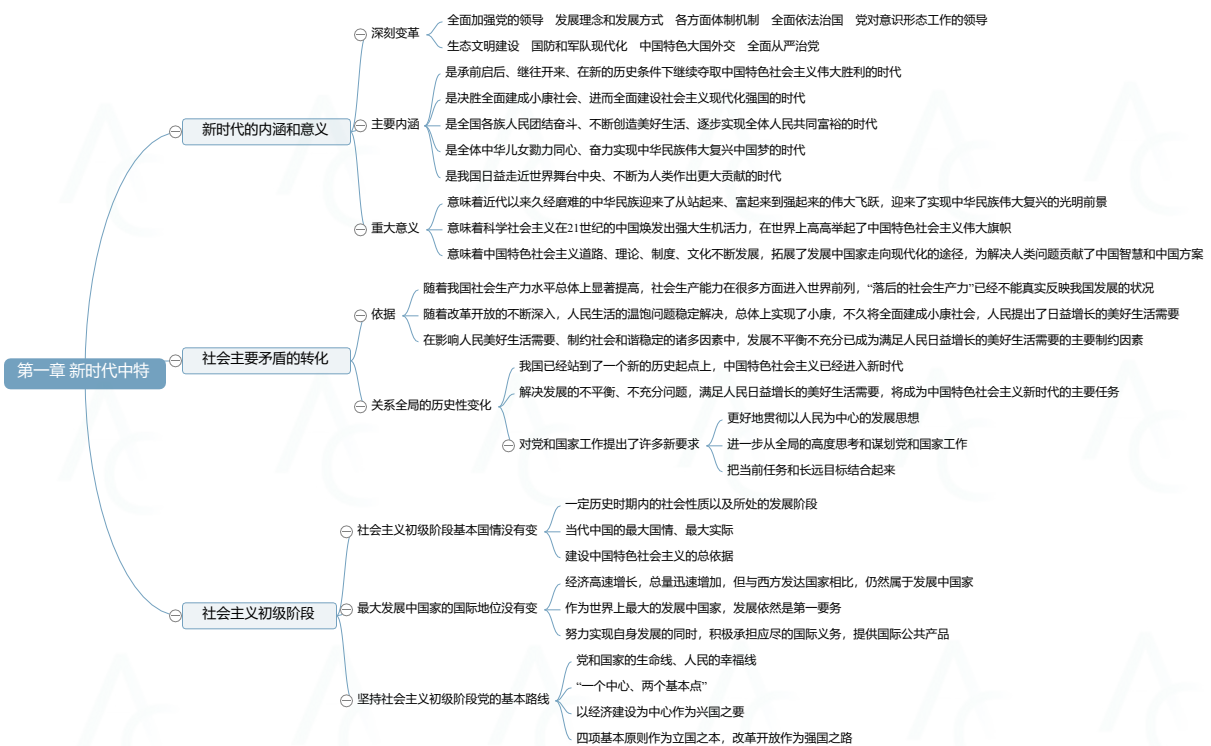 第一章 新时代中特
新时代的内涵和意义
深刻变革
全面加强党的领导 发展理念和发展方式 各方面体制机制 全面依法治国 党对意识形态工作的领导
生态文明建设 国防和军队现代化 中国特色大国外交 全面从严治党
主要内涵
是承前启后、继往开来、在新的历史条件下继续夺取中国特色社会主义伟大胜利的时代
是决胜全面建成小康社会、进而全面建设社会主义现代化强国的时代
是全国各族人民团结奋斗、不断创造美好生活、逐步实现全体人民共同富裕的时代
是全体中华儿女勠力同心、奋力实现中华民族伟大复兴中国梦的时代
是我国日益走近世界舞台中央、不断为人类作出更大贡献的时代
重大意义
意味着近代以来久经磨难的中华民族迎来了从站起来、富起来到强起来的伟大飞跃，迎来了实现中华民族伟大复兴的光明前景
意味着科学社会主义在21世纪的中国焕发出强大生机活力，在世界上高高举起了中国特色社会主义伟大旗帜
意味着中国特色社会主义道路、理论、制度、文化不断发展，拓展了发展中国家走向现代化的途径，为解决人类问题贡献了中国智慧和中国方案
社会主要矛盾的转化
依据
随着我国社会生产力水平总体上显著提高，社会生产能力在很多方面进入世界前列，“落后的社会生产力”已经不能真实反映我国发展的状况
随着改革开放的不断深入，人民生活的温饱问题稳定解决，总体上实现了小康，不久将全面建成小康社会，人民提出了日益增长的美好生活需要
在影响人民美好生活需要、制约社会和谐稳定的诸多因素中，发展不平衡不充分已成为满足人民日益增长的美好生活需要的主要制约因素
关系全局的历史性变化
我国已经站到了一个新的历史起点上，中国特色社会主义已经进入新时代
解决发展的不平衡、不充分问题，满足人民日益增长的美好生活需要，将成为中国特色社会主义新时代的主要任务
对党和国家工作提出了许多新要求
更好地贯彻以人民为中心的发展思想
进一步从全局的高度思考和谋划党和国家工作
把当前任务和长远目标结合起来
社会主义初级阶段
社会主义初级阶段基本国情没有变
一定历史时期内的社会性质以及所处的发展阶段
当代中国的最大国情、最大实际
建设中国特色社会主义的总依据
最大发展中国家的国际地位没有变
经济高速增长，总量迅速增加，但与西方发达国家相比，仍然属于发展中国家
作为世界上最大的发展中国家，发展依然是第一要务
努力实现自身发展的同时，积极承担应尽的国际义务，提供国际公共产品
坚持社会主义初级阶段党的基本路线
党和国家的生命线、人民的幸福线
“一个中心、两个基本点”
以经济建设为中心作为兴国之要
四项基本原则作为立国之本，改革开放作为强国之路